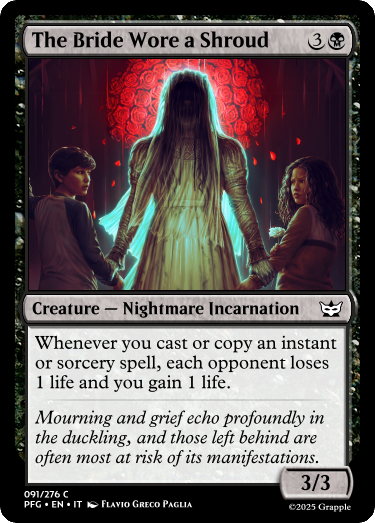 The Bride Wore a Shroud 3
Creature — Nightmare Incarnation
Whenever you cast or copy an instant
or sorcery spell, each opponent loses
1 life and you gain 1 life.
Mourning and grief echo profoundly in
the duckling, and those left behind are
often most at risk of its manifestations.
3/3
091/276 C
PFG • EN • IT Flavio Greco Paglia
©2025 Grapple